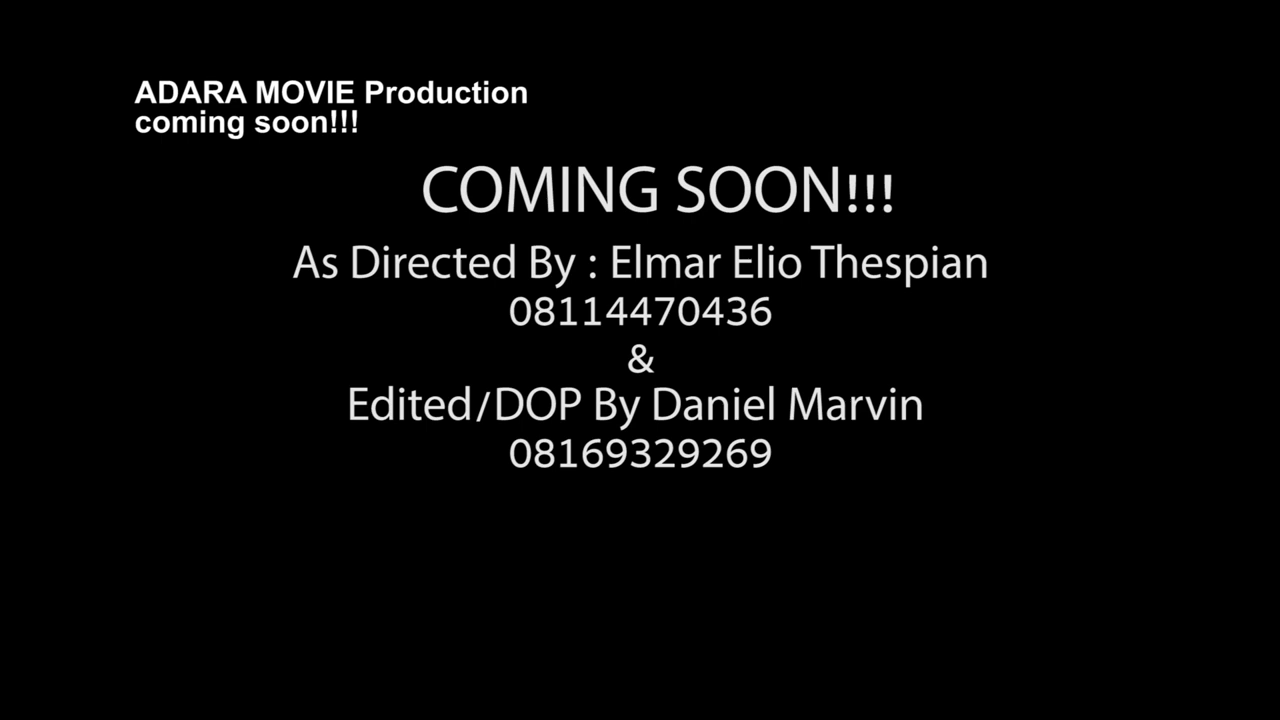 ADARA MOVIE Production
coming soon!!!
COMING SOON!!!
As Directed By : Elmar Elio Thespian
08114470436
&
Edited/DOP By Daniel Marvin
08169329269